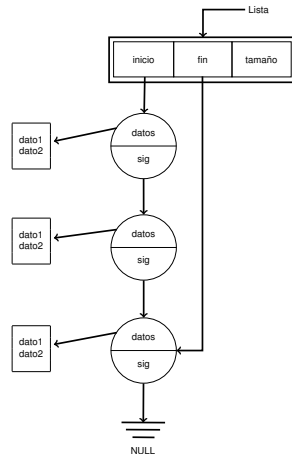 Lista
inicio fin tamaño
datos
dato1
dato2
sig
datos
dato1
dato2
sig
datos
dato1
dato2
sig
NULL